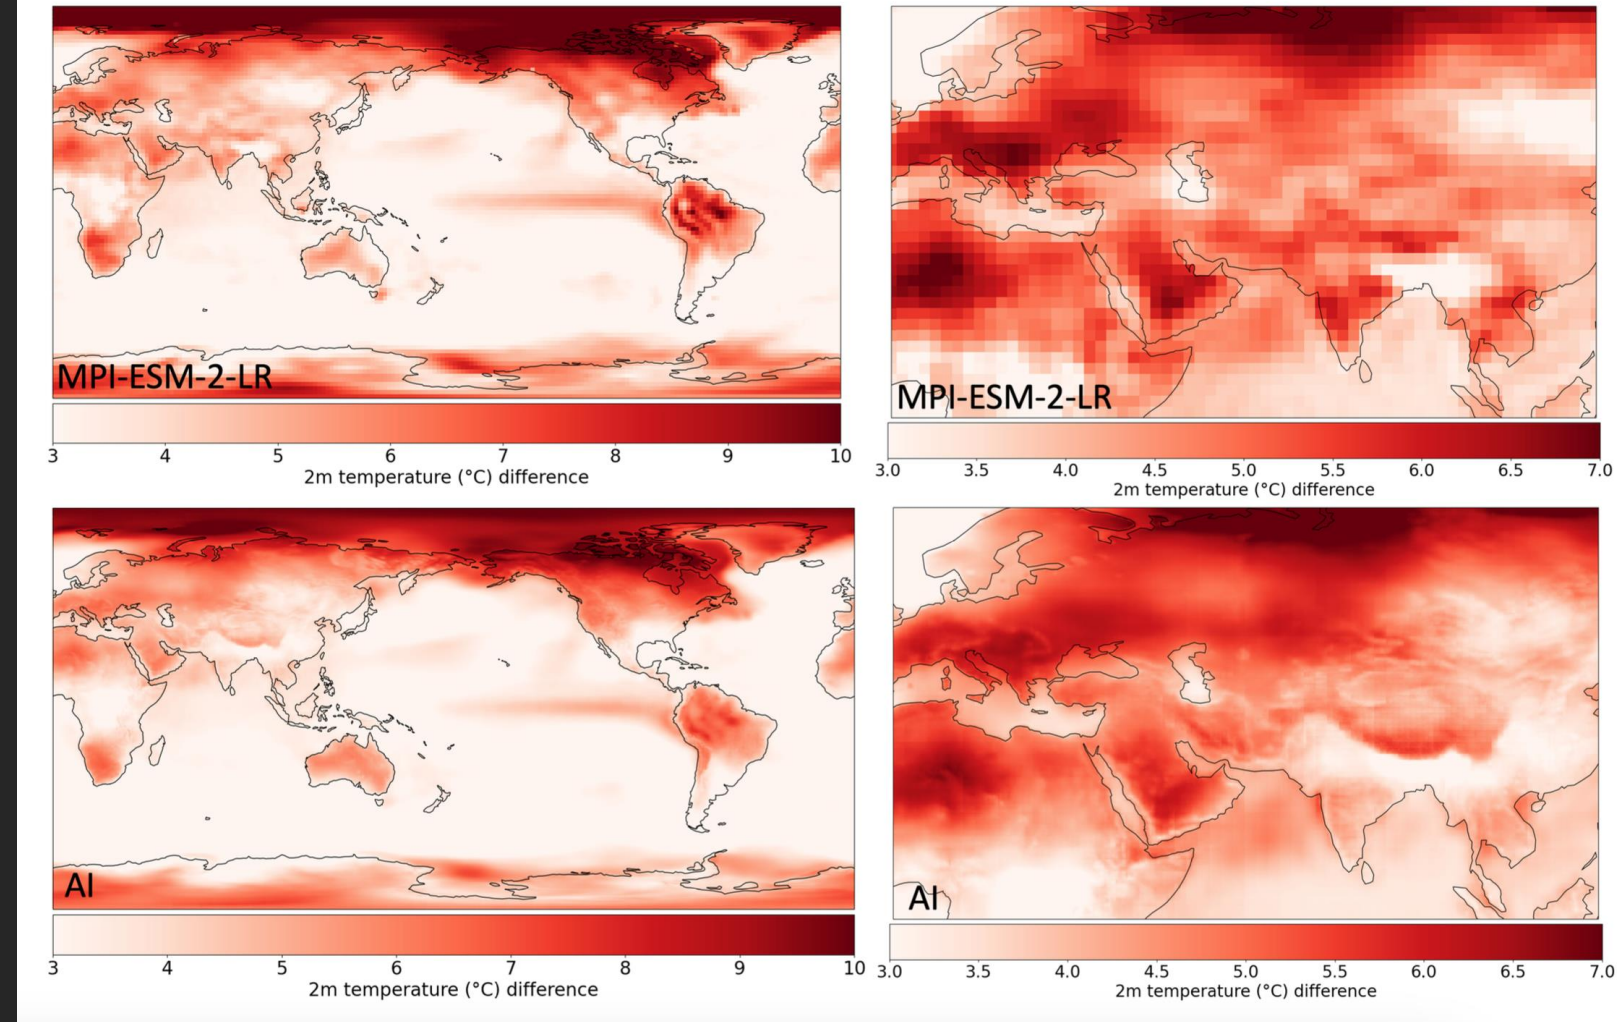 MPI-ESM-2-LR
3 4 5 6 7 8 9 10
2m temperature (°C) difference
MPI-ESM-2-LR
3.0 3.5 4.0 4.5 5.0 5.5 6.0 6.5 7.0
2m temperature (°C) difference
AI
3 4 5 6 7 8 9 10
2m temperature (°C) difference
AI
3.0 3.5 4.0 4.5 5.0 5.5 6.0 6.5 7.0
2m temperature (°C) difference